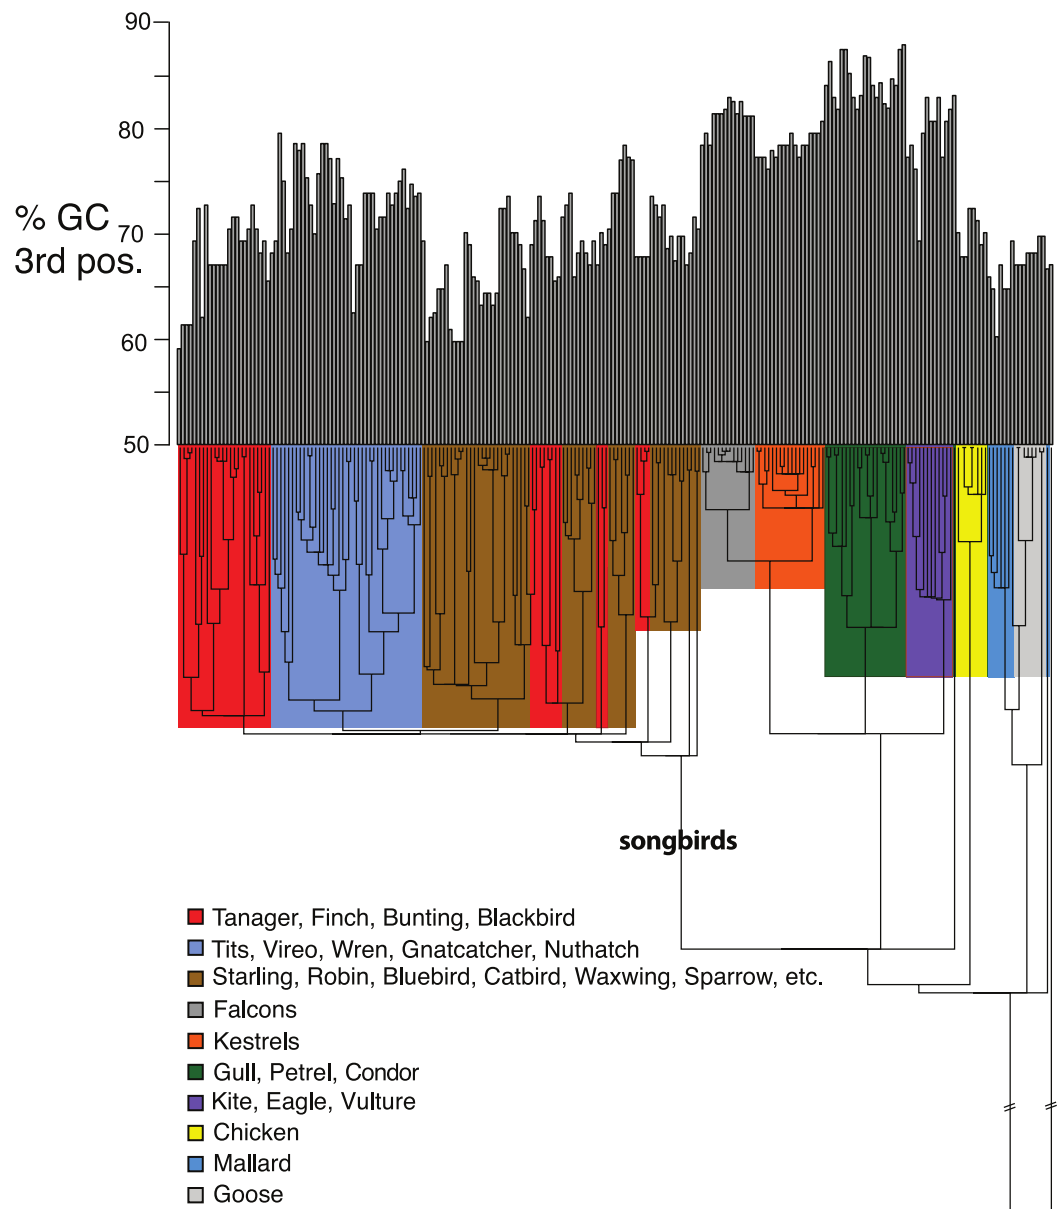 90
80
% GC
70
3rd pos.
60
50
songbirds
Tanager, Finch, Bunting, Blackbird
Tits, Vireo, Wren, Gnatcatcher, Nuthatch
Starling, Robin, Bluebird, Catbird, Waxwing, Sparrow, etc.
Falcons
Kestrels
Gull, Petrel, Condor
Kite, Eagle, Vulture
Chicken
Mallard
Goose